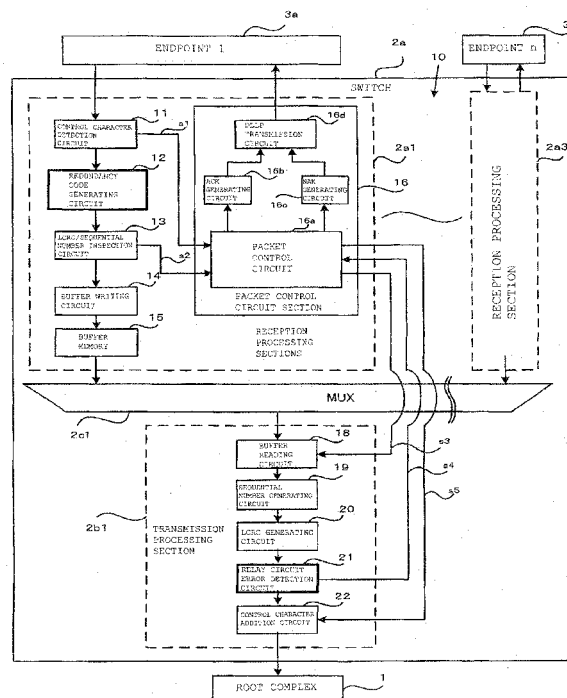 3a
3
ENDPOINT 1
2a
ENDPOINT n
SWITCH
10
11
CONTROL CHARACTER
DETECTION
CIRCUIT
s1
12
REDUNDANCY
CODE
GENERATING
CIRCUIT
13
LCRC/SEQUENTIAL
NUMBER INSPECTION
CIRCUIT
s2
14
BUFFER WRITING
CIRCUIT
15
BUFFER
MEMORY
16d
DLLP
TRANSMISSION
CIRCUIT
16b
ACK
GENERATING
CIRCUIT
16c
NAK
GENERATING
CIRCUIT
16
16a
PACKET
CONTROL
CIRCUIT
PACKET CONTROL
CIRCUIT SECTION
RECEPTION
PROCESSING
SECTIONS
2a1
2a3
RECEPTION PROCESSING
SECTION
MUX
2c1
18
BUFFER
READING
CIRCUIT
s3
19
SEQUENTIAL
NUMBER GENERATING
CIRCUIT
s4
s5
20
LCRC GENERATING
CIRCUIT
2b1
TRANSMISSION
PROCESSING
SECTION
21
RELAY CIRCUIT
ERROR DETECTION
CIRCUIT
22
CONTROL CHARACTER
ADDITION CIRCUIT
ROOT COMPLEX
1